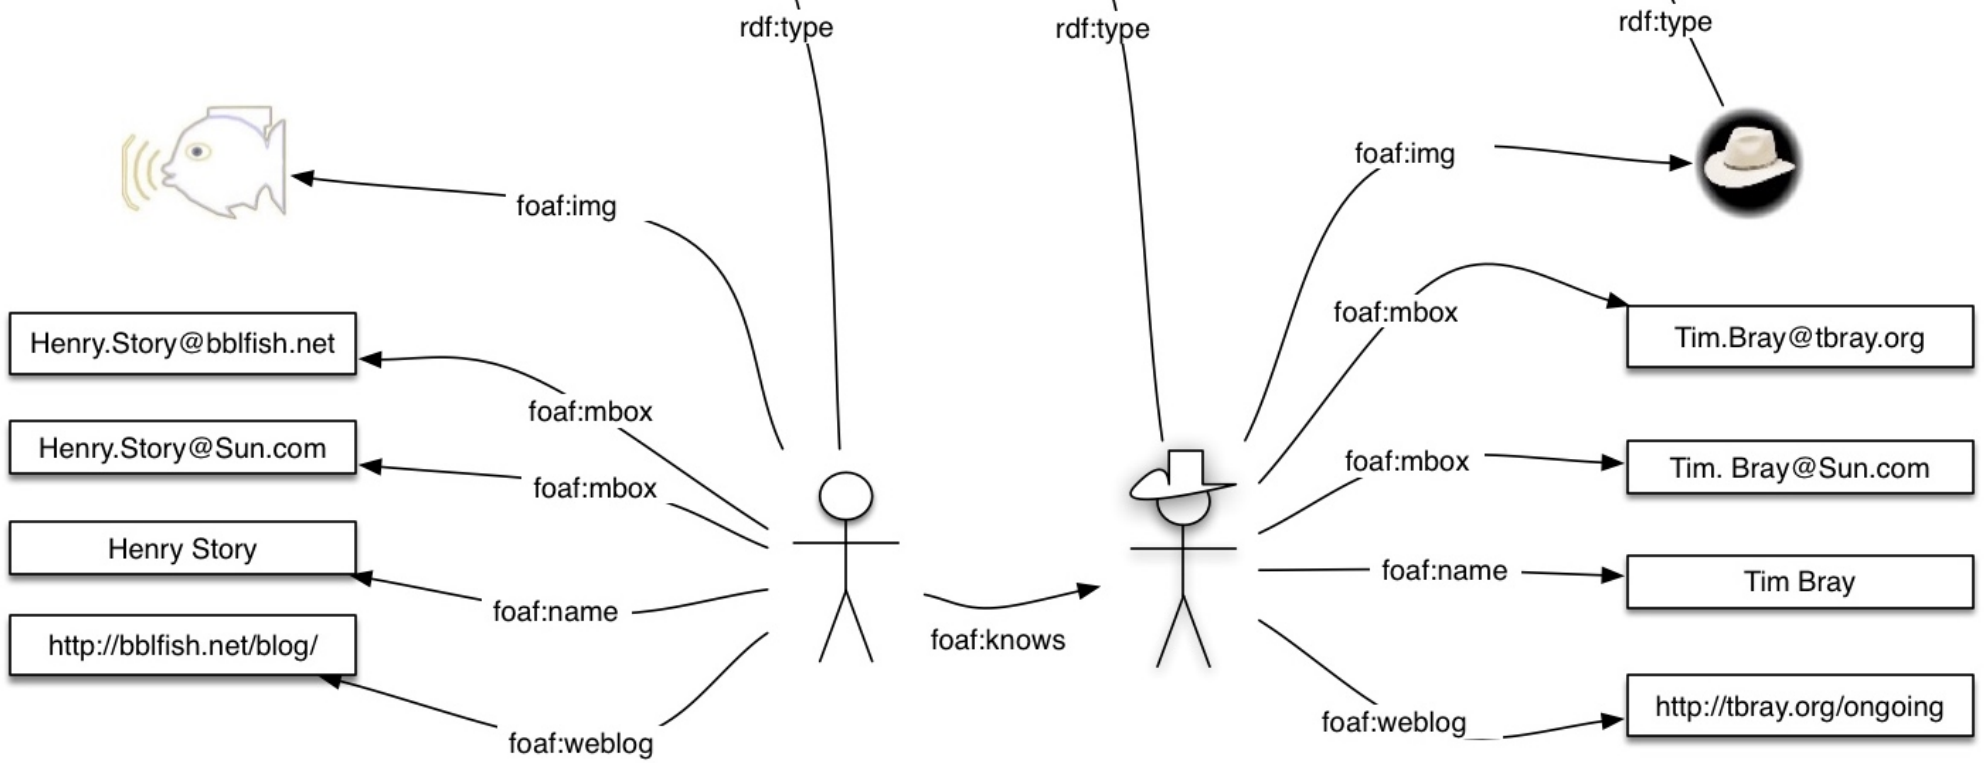 rdf:type
rdf:type
rdf:type
foaf:img
foaf:img
foaf:mbox
Henry.Story@bblfish.net
Tim.Bray@tbray.org
foaf:mbox
Henry.Story@Sun.com
foaf:mbox
Tim. Bray@Sun.com
foaf:mbox
Henry Story
foaf:name
Tim Bray
foaf:name
http://bblfish.net/blog/
foaf:knows
http://tbray.org/ongoing
foaf:weblog
foaf:weblog